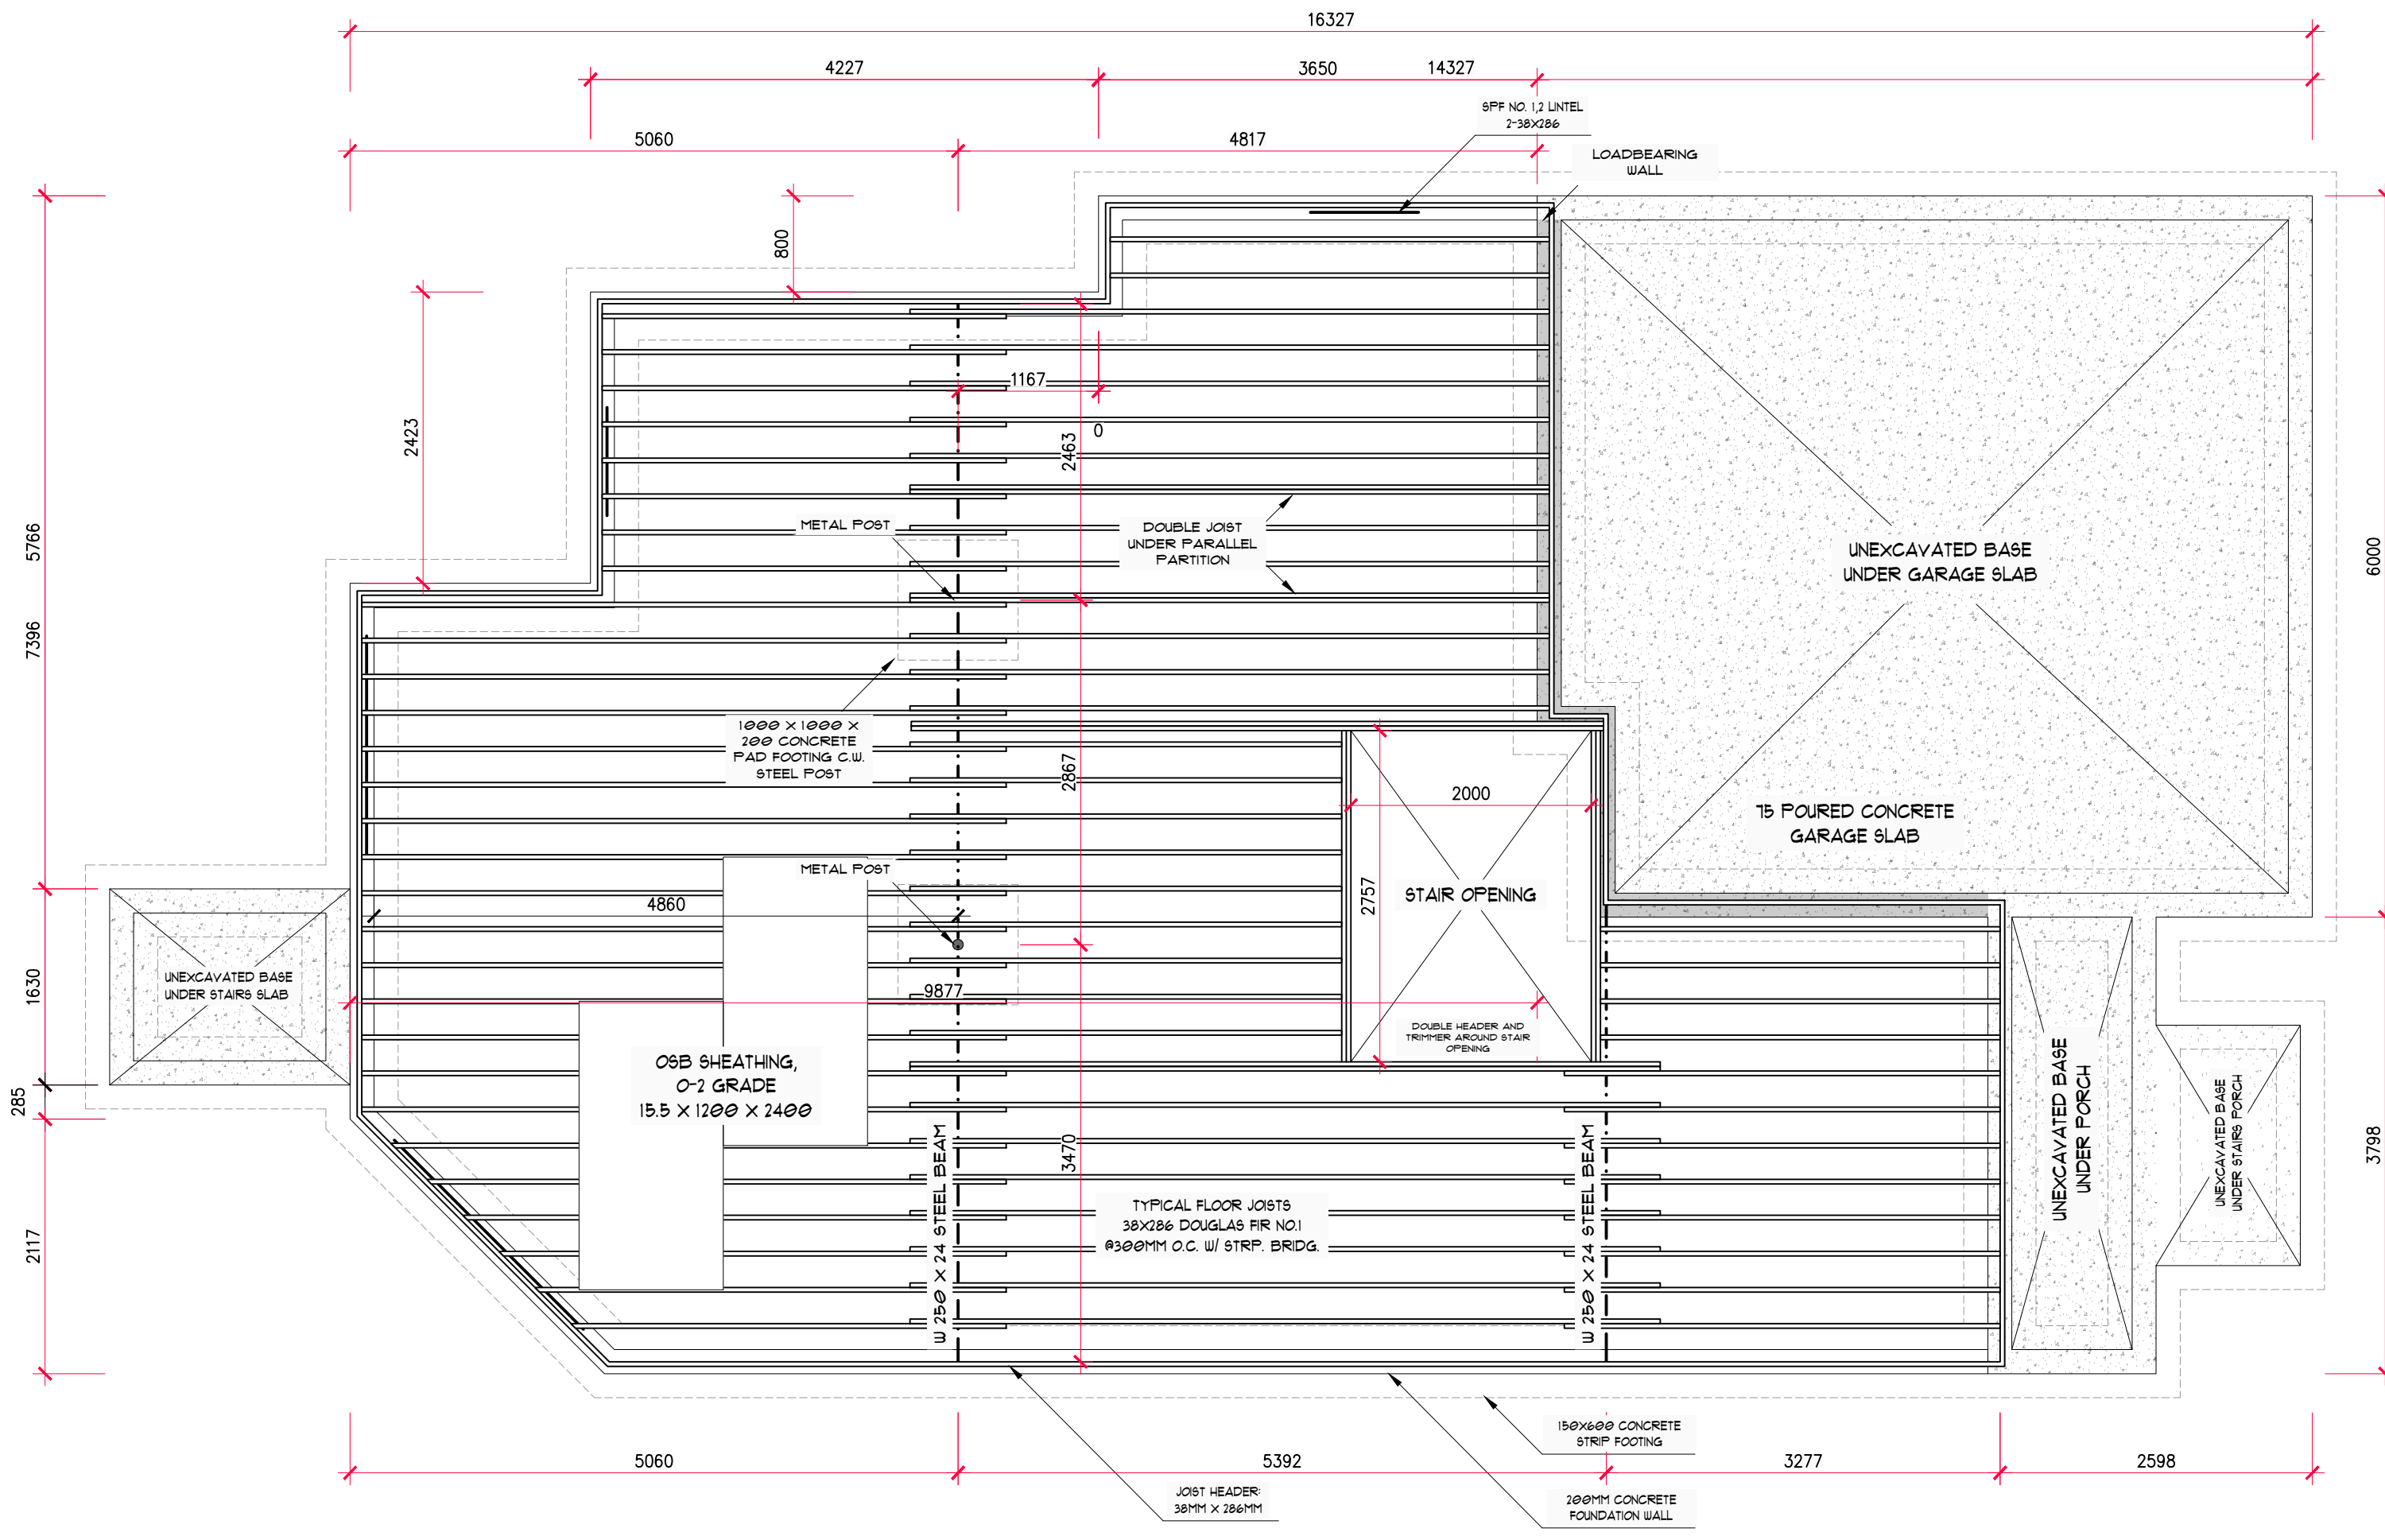 16327
4227
3650
14327
SPF NO. 1,2 LINTEL
2-38X286
5060
4817
LOADBEARING
WALL
800
2423
1167
0
2463
5766
7396
METAL POST
DOUBLE JOIST
UNDER PARALLEL
PARTITION
UNEXCAVATED BASE
UNDER GARAGE SLAB
6000
1000 X 1000 X
200 CONCRETE
PAD FOOTING C.W.
STEEL POST
2867
2000
75 POURED CONCRETE
GARAGE SLAB
METAL POST
4860
2757
STAIR OPENING
UNEXCAVATED BASE
UNDER STAIRS SLAB
1630
9877
DOUBLE HEADER AND
TRIMMER AROUND STAIR
OPENING
OSB SHEATHING,
O-2 GRADE
15.5 X 1200 X 2400
285
2117
W 250 X 24 STEEL BEAM
3470
TYPICAL FLOOR JOISTS
38X286 DOUGLAS FIR NO.1
@300MM O.C. W/ STRP. BRIDG.
W 250 X 24 STEEL BEAM
UNEXCAVATED BASE
UNDER PORCH
UNEXCAVATED BASE
UNDER STAIRS PORCH
3798
150X600 CONCRETE
STRIP FOOTING
5060
5392
3277
2598
JOIST HEADER:
38MM X 286MM
200MM CONCRETE
FOUNDATION WALL